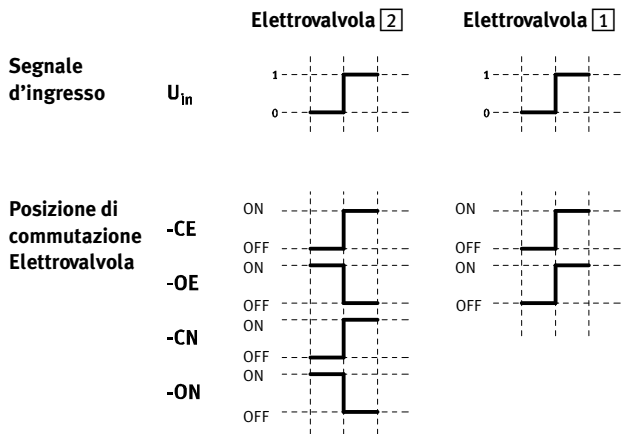 Elettrovalvola 2 Elettrovalvola 1
Segnale
d'ingresso
Uin
1 1
0 0
Posizione di
commutazione
Elettrovalvola
-CE
ON ON
OFF OFF
-OE
ON ON
OFF OFF
-CN
ON
OFF
-ON
ON
OFF